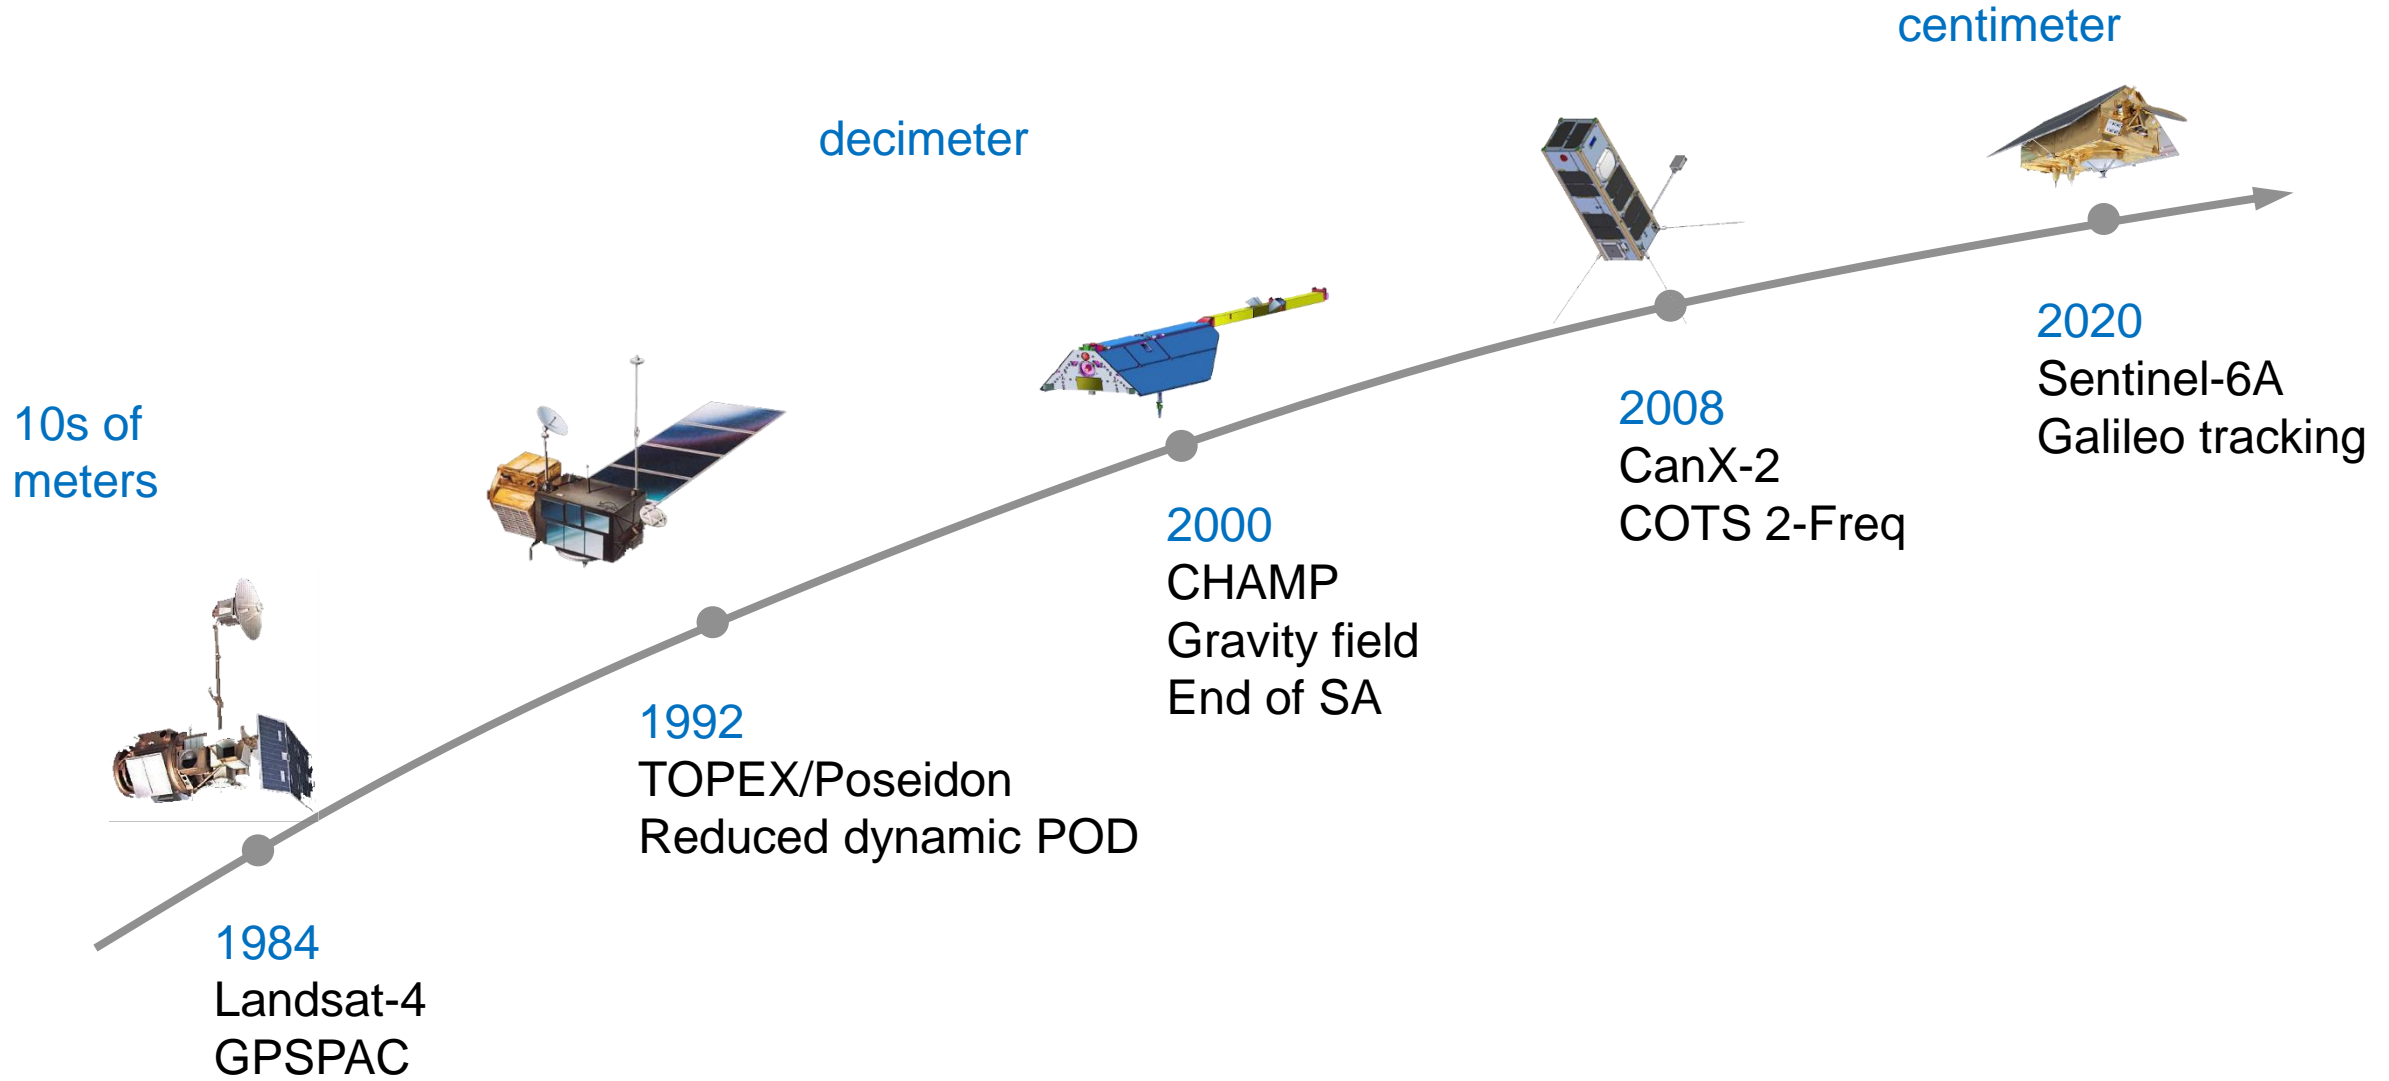 centimeter
decimeter
10s of
meters
1984
Landsat-4
GPSPAC
1992
TOPEX/Poseidon
Reduced dynamic POD
2000
CHAMP
Gravity field
End of SA
2008
CanX-2
COTS 2-Freq
2020
Sentinel-6A
Galileo tracking